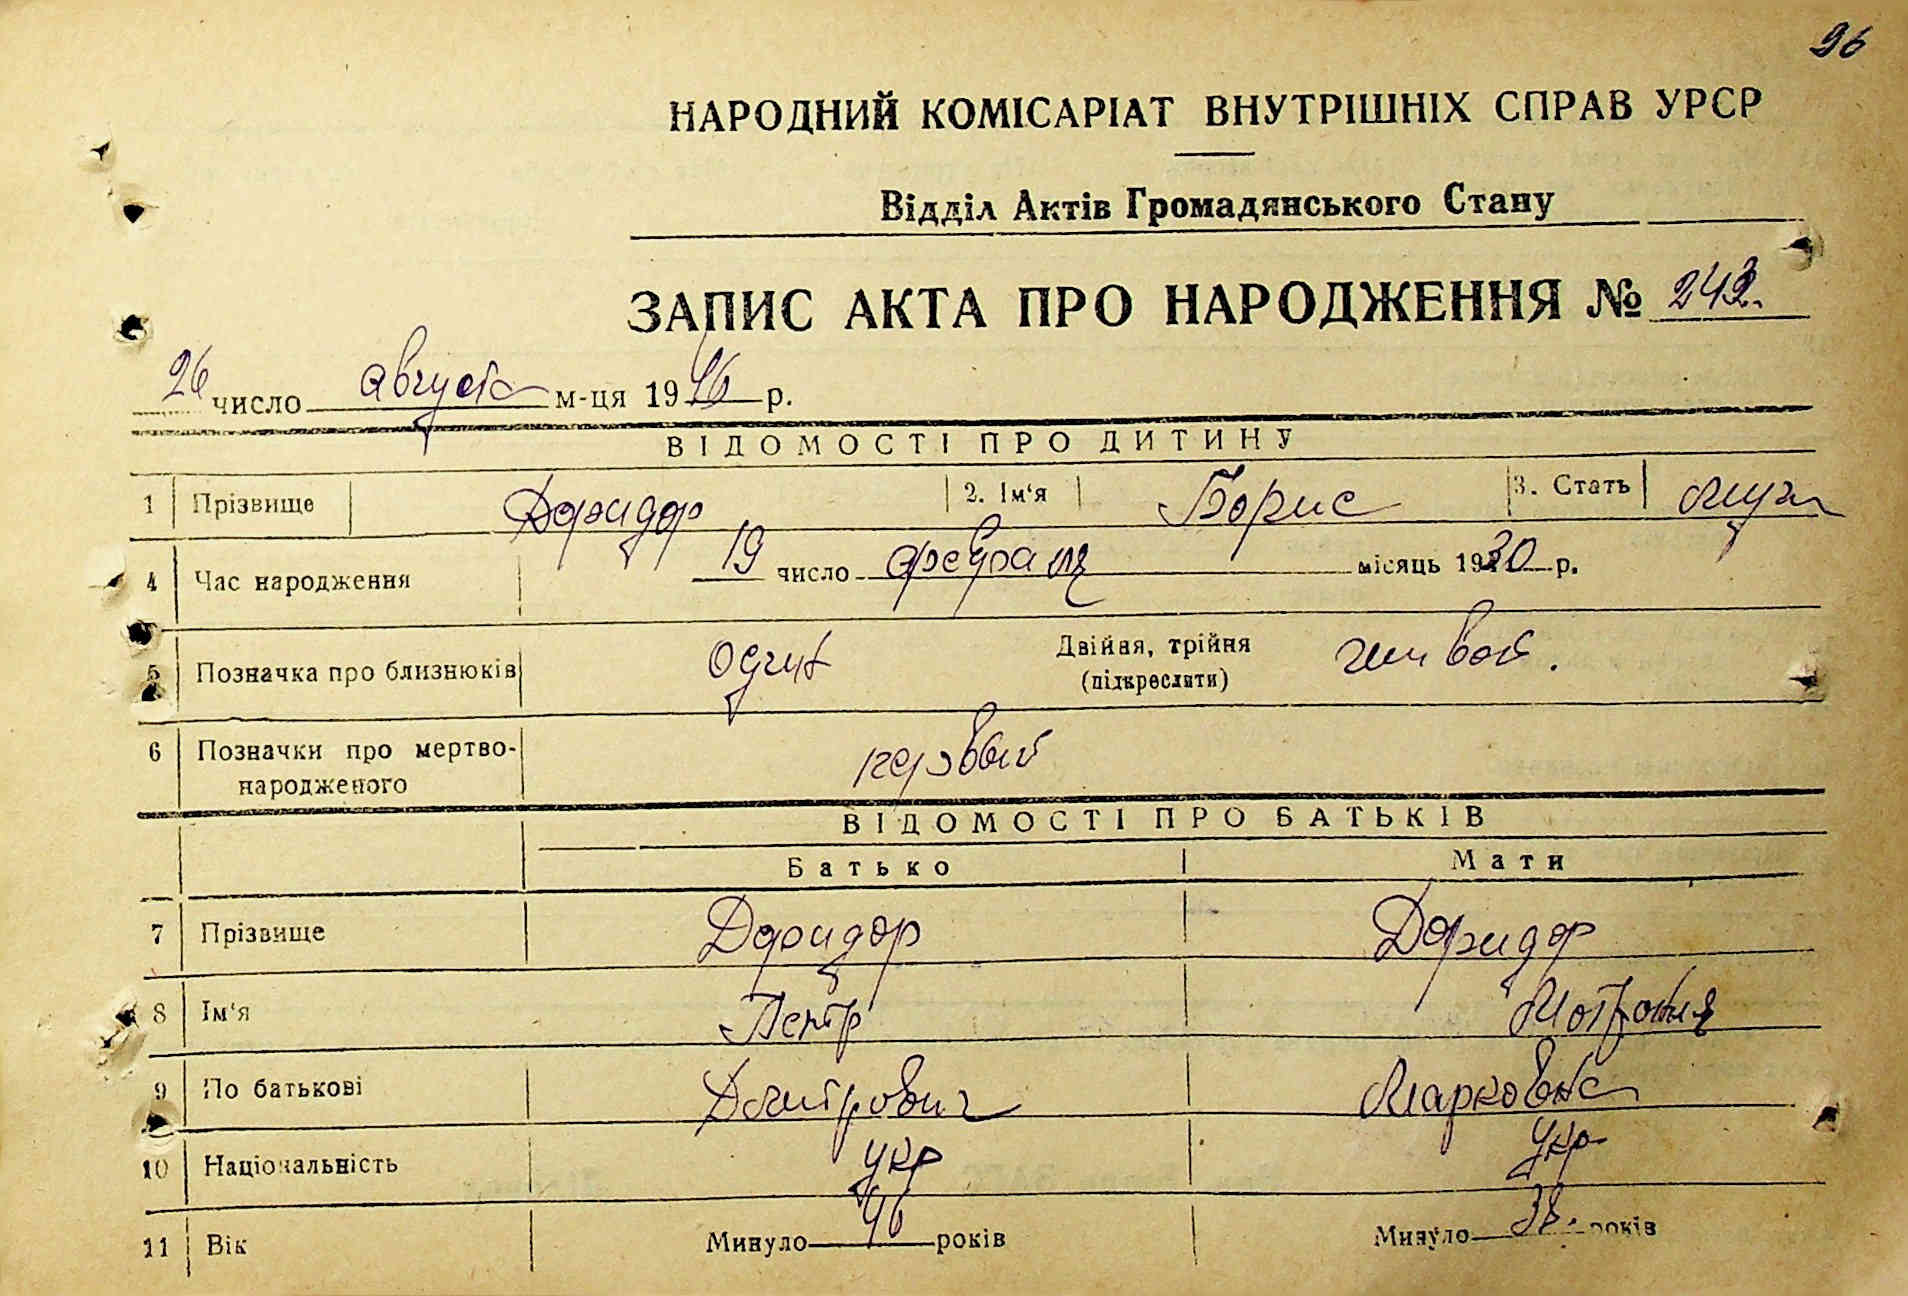 96
НАРОДНИЙ КОМІСАРІАТ ВНУТРІШНІХ СПРАВ УРСР
Відділ Актів Громадянського Стану
ЗАПИС АКТА ПРО НАРОДЖЕННЯ №
26 число августа м-ця 1946 р.
ВІДОМОСТІ ПРО ДИТИНУ
1 Прізвище Доридор 2. Ім‘я Борис 3. Стать муж
4 Час народження 19 число февраля місяць 1930 р.
5 Позначка про близнюків один Двійня, трійня (підкреслити) живой.
6 Позначки про мертво-
народженого первый
ВІДОМОСТІ ПРО БАТЬКІВ
Батько Мати
7 Прізвище Доридор Доридор
8 Ім‘я Петр Мотрония
9 По батькові Дмитрович Марковна
10 Національність укр укр
11 Вік Минуло 46 років Минуло 38. років